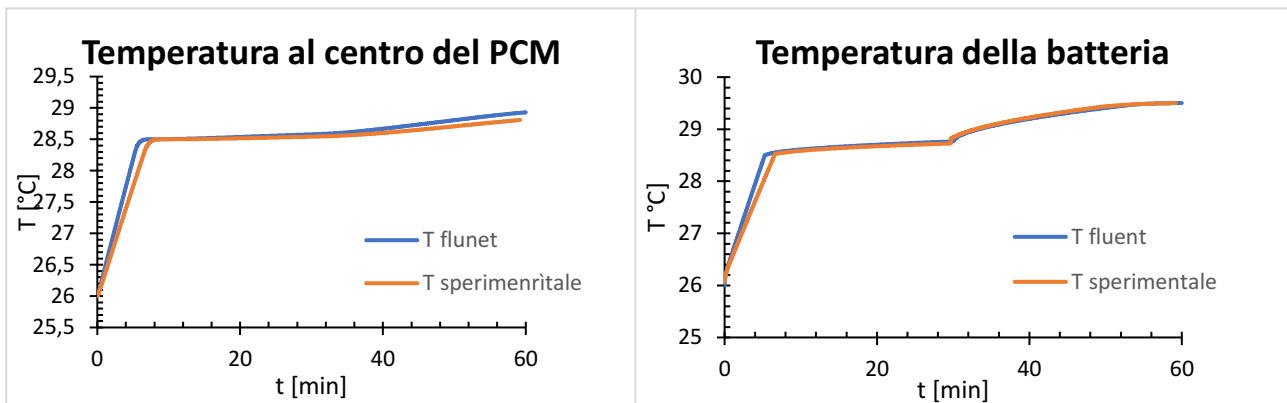 Temperatura al centro del PCM
29,5
29
28,5
28
27,5
27
26,5
26
25,5
T [°C]
0
20
40
60
t [min]
T flunet
T sperimenrìtale
Temperatura della batteria
30
29
28
27
26
25
T °C
0
20
40
60
t [min]
T fluent
T sperimentale